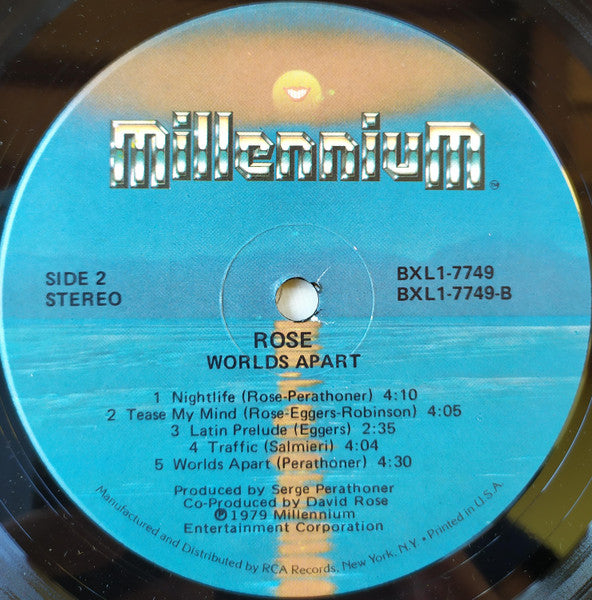 Millennium
TM
SIDE 2
STEREO
BXL1-7749
BXL1-7749-B
ROSE
WORLDS APART
1 Nightlife (Rose-Perathoner) 4:10
2 Tease My Mind (Rose-Eggers-Robinson) 4:05
3 Latin Prelude (Eggers) 2:35
4 Traffic (Salmieri) 4:04
5 Worlds Apart (Perathoner) 4:30
Produced by Serge Perathoner
Co-Produced by David Rose
℗1979 Millennium
Entertainment Corporation
Manufactured and Distributed by RCA Records, New York, N.Y. • Printed in U.S.A.